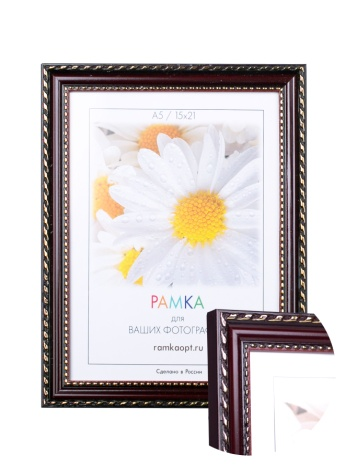 A5 / 15x21
РАМКА
для
ВАШИХ ФОТОГРАФ
ramkaopt.ru
Сделано в России